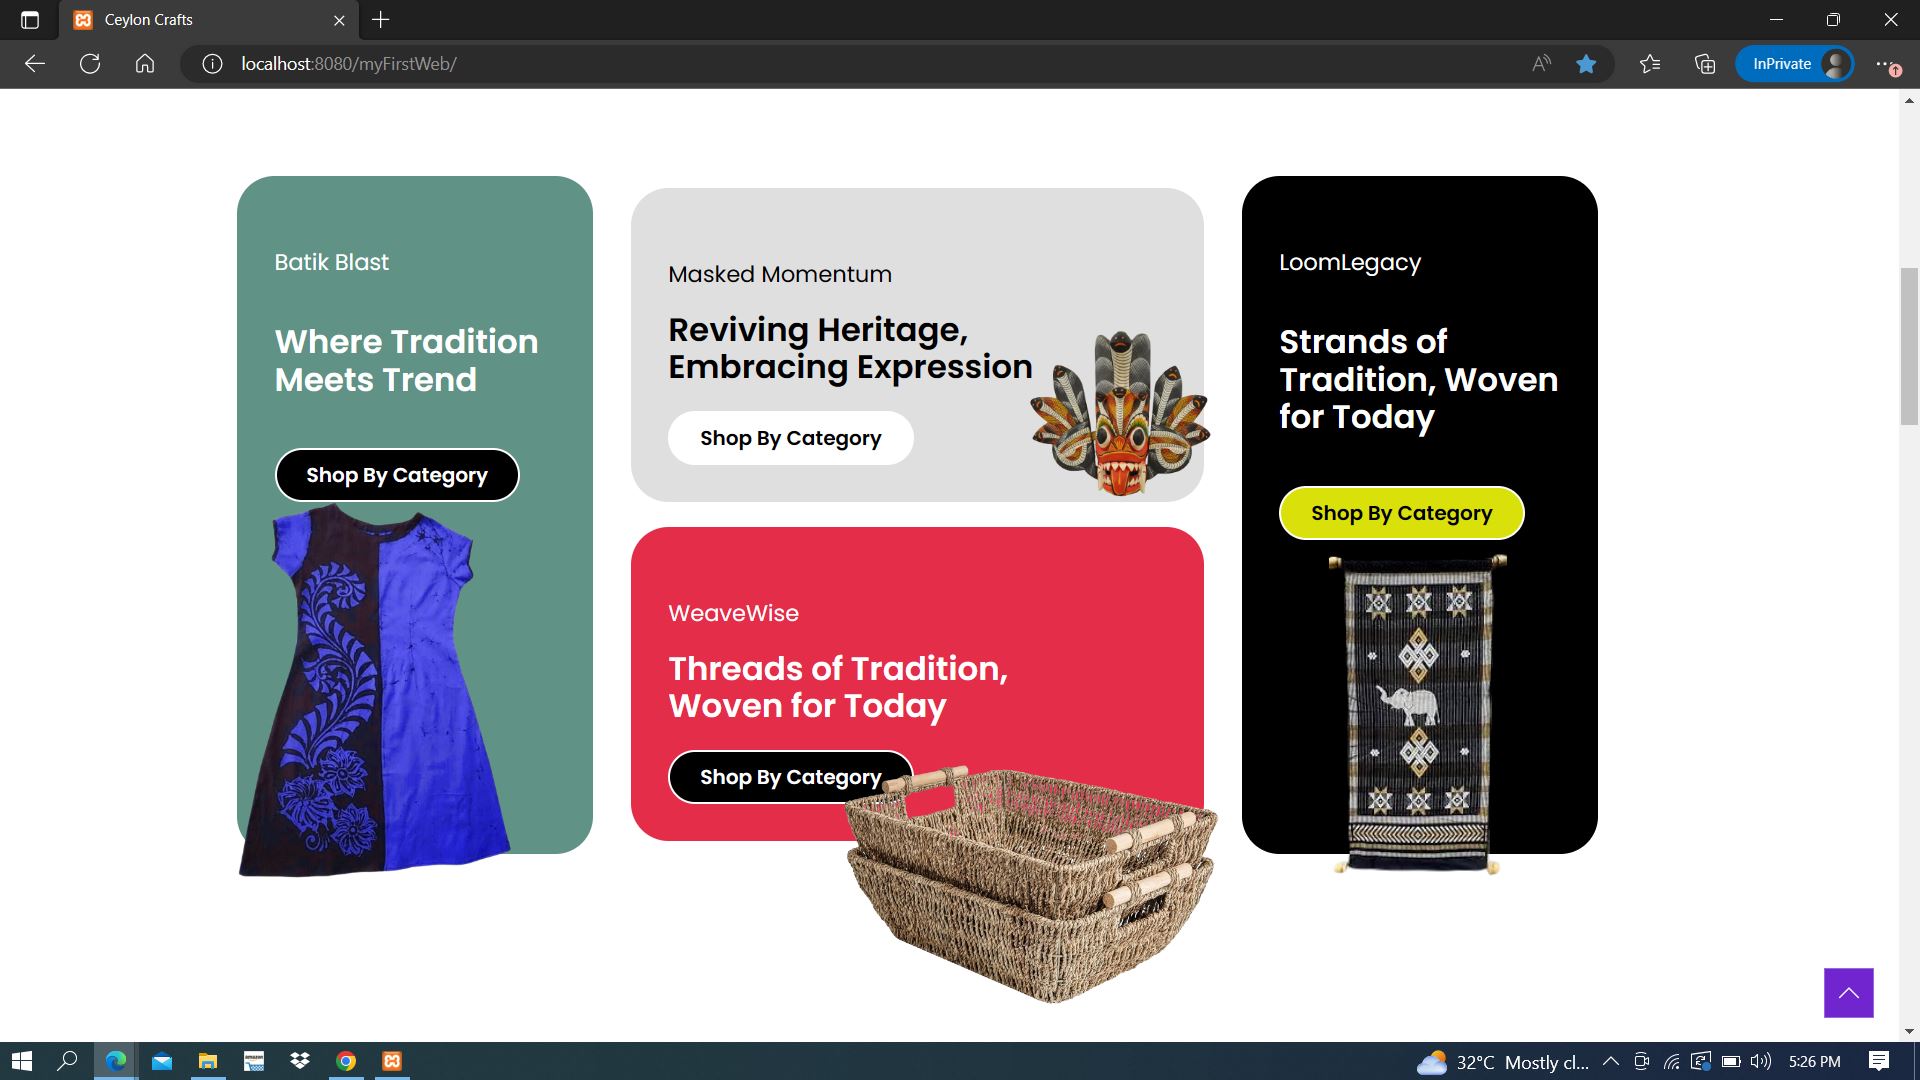 Ceylon Crafts
localhost:8080/myFirstWeb/
InPrivate
Batik Blast
Where Tradition
Meets Trend
Shop By Category
Masked Momentum
Reviving Heritage,
Embracing Expression
Shop By Category
WeaveWise
Threads of Tradition,
Woven for Today
Shop By Category
LoomLegacy
Strands of
Tradition, Woven
for Today
Shop By Category
32°C Mostly cl...
5:26 PM